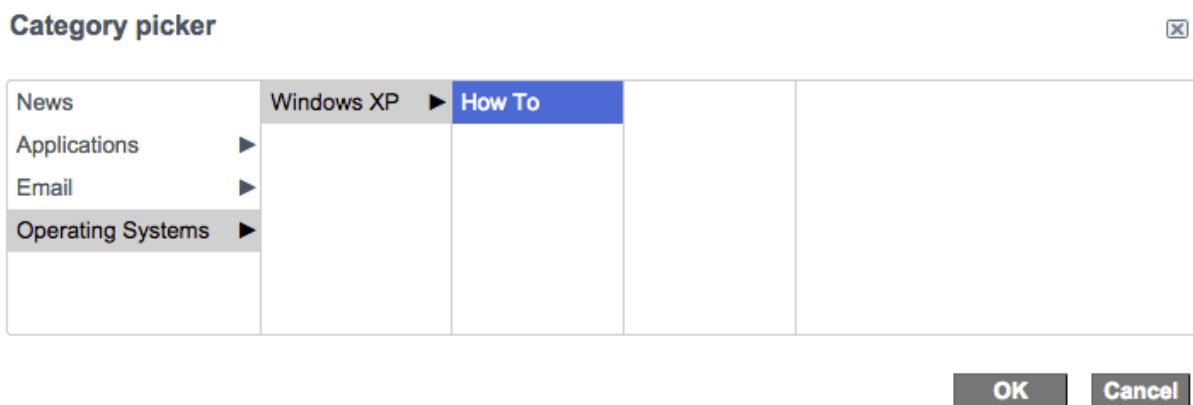 Category picker
News
Applications
Email
Operating Systems
Windows XP
How To
OK
Cancel